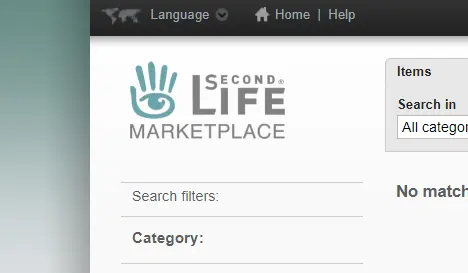 Language Home | Help
SECOND®
LIFE
MARKETPLACE
Items
Search in
All categor
No match
Search filters:
Category: